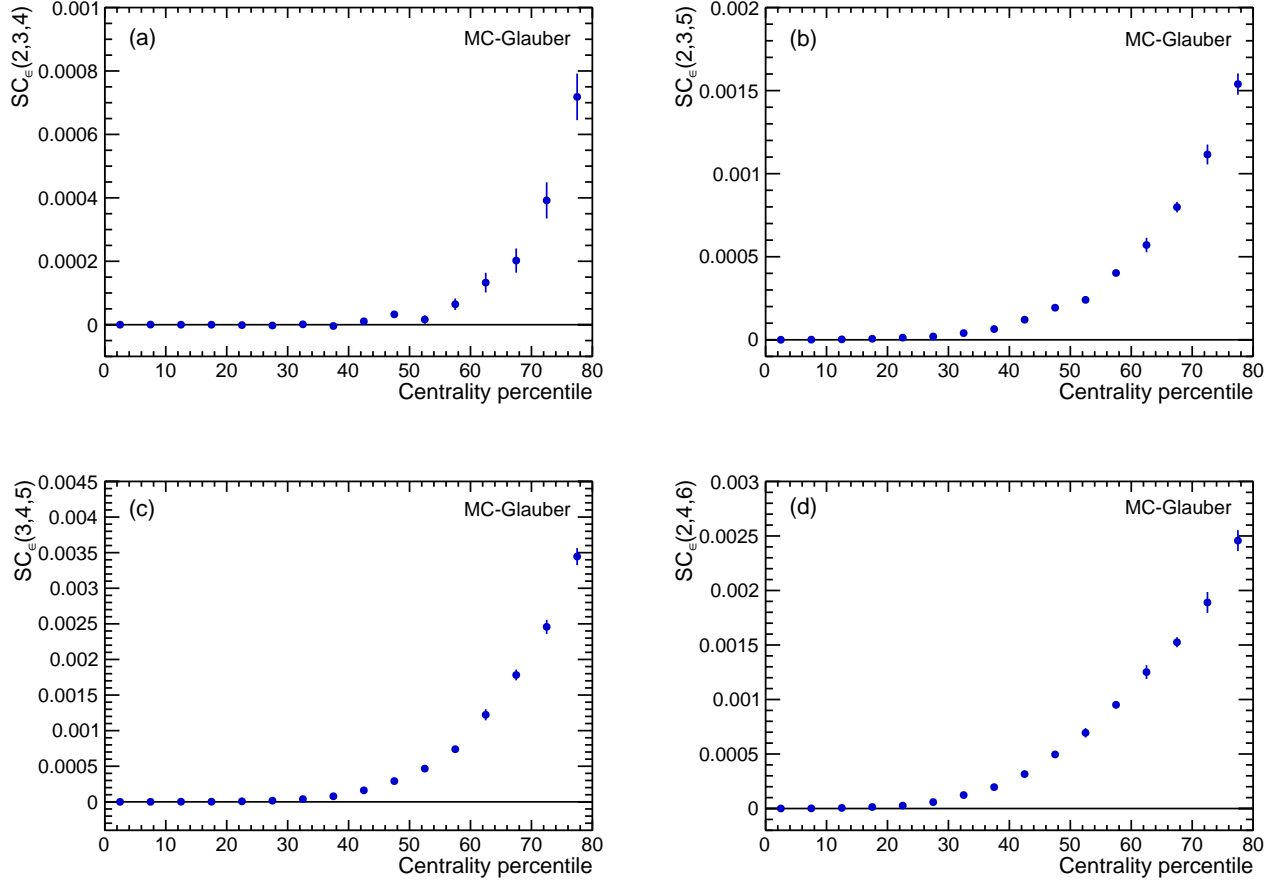 SC∈(2,3,4)
0.001
0.0008
0.0006
0.0004
0.0002
0
(a)
MC-Glauber
0 10 20 30 40 50 60 70 80
Centrality percentile
SC∈(2,3,5)
0.002
0.0015
0.001
0.0005
0
(b)
MC-Glauber
0 10 20 30 40 50 60 70 80
Centrality percentile
SC∈(3,4,5)
0.0045
0.004
0.0035
0.003
0.0025
0.002
0.0015
0.001
0.0005
0
(c)
MC-Glauber
0 10 20 30 40 50 60 70 80
Centrality percentile
SC∈(2,4,6)
0.003
0.0025
0.002
0.0015
0.001
0.0005
0
(d)
MC-Glauber
0 10 20 30 40 50 60 70 80
Centrality percentile